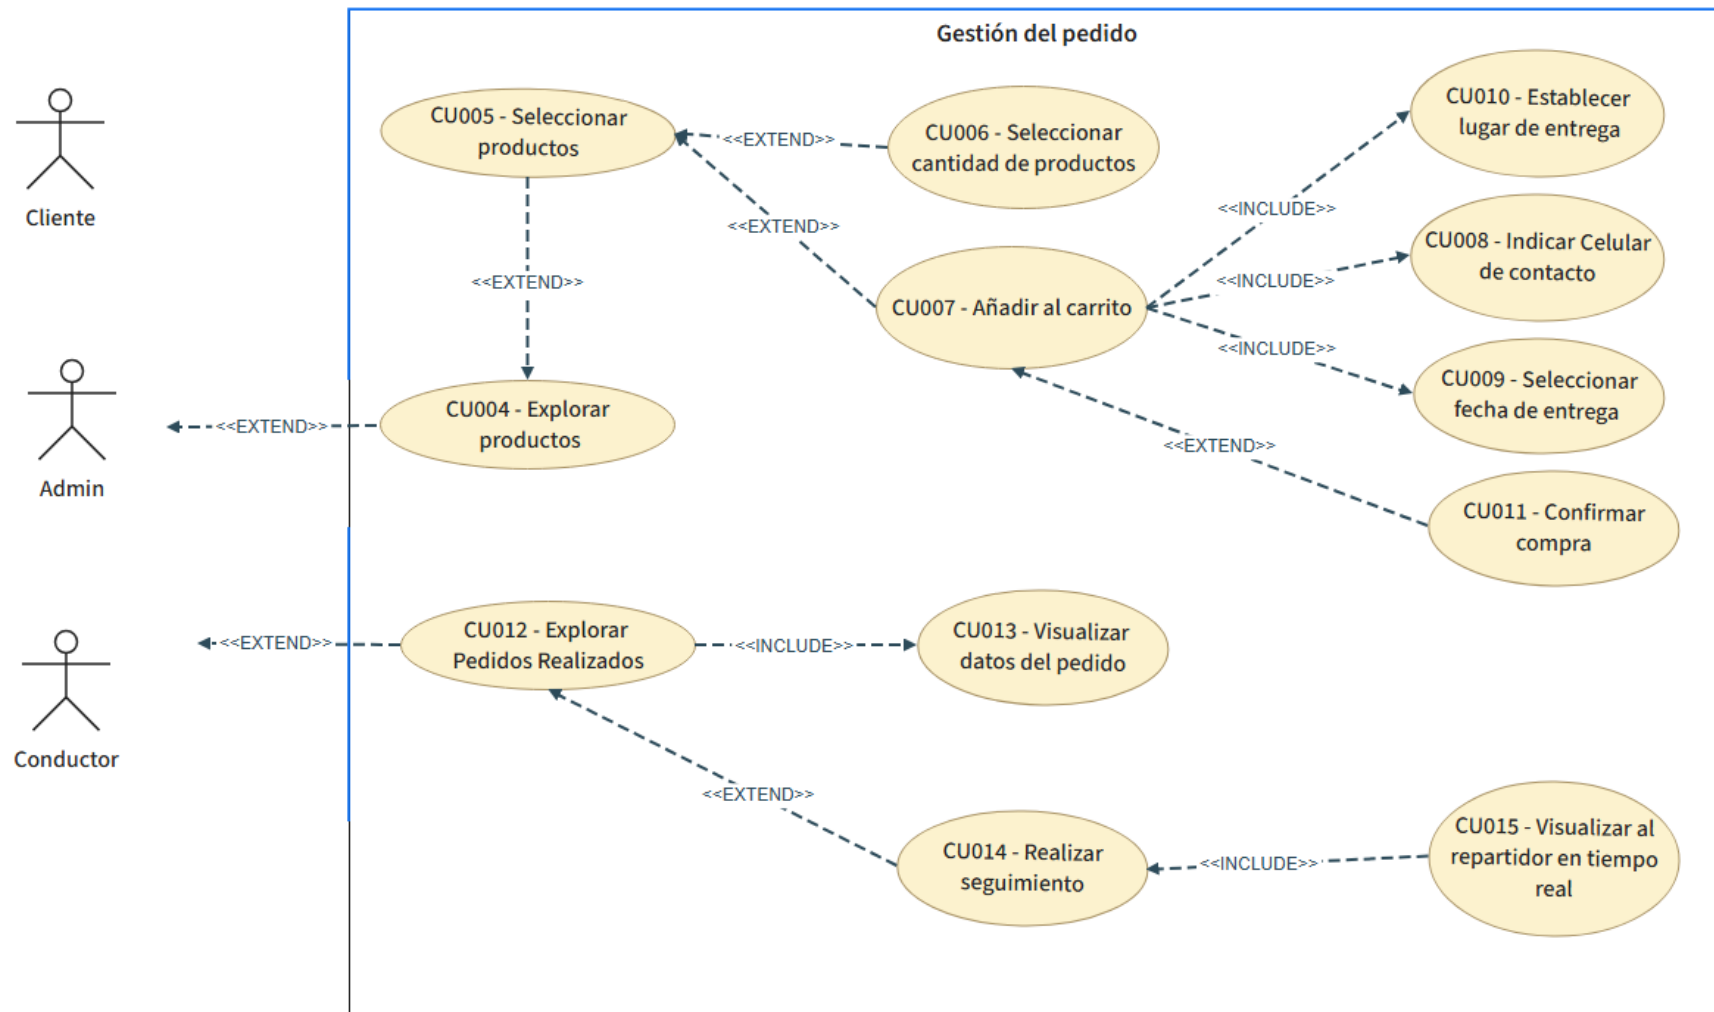 Gestión del pedido
Cliente
Admin
Conductor
CU005 - Seleccionar
productos
<<EXTEND>>
CU006 - Seleccionar
cantidad de productos
<<EXTEND>>
<<EXTEND>>
CU007 - Añadir al carrito
<<INCLUDE>>
CU010 - Establecer
lugar de entrega
<<INCLUDE>>
CU008 - Indicar Celular
de contacto
<<INCLUDE>>
CU009 - Seleccionar
fecha de entrega
<<EXTEND>>
CU004 - Explorar
productos
<<EXTEND>>
CU011 - Confirmar
compra
<<EXTEND>>
CU012 - Explorar
Pedidos Realizados
<<INCLUDE>>
CU013 - Visualizar
datos del pedido
<<EXTEND>>
CU014 - Realizar
seguimiento
<<INCLUDE>>
CU015 - Visualizar al
repartidor en tiempo
real